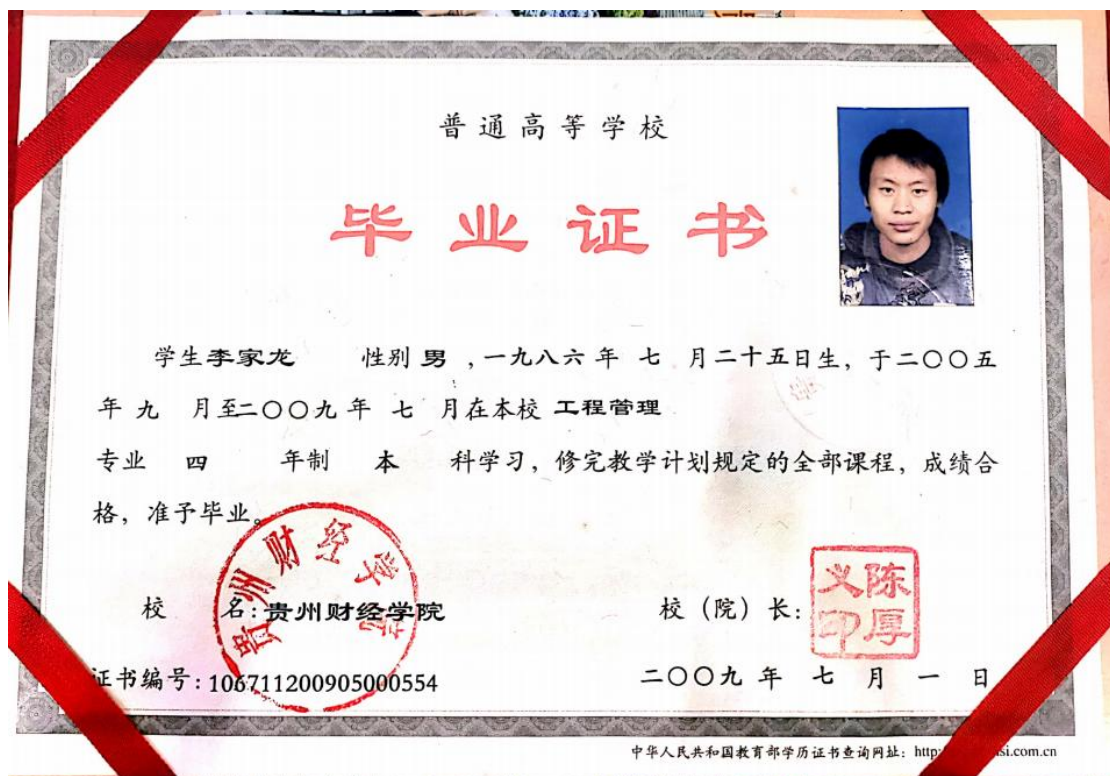 普通高等学校
毕业证书
学生李家龙 性别 男 ，一九八六 年 七 月二十五日生，于二〇〇五
年 九 月至二〇〇九 年 七 月在本校 工程管理
专业 四 年制 本 科学习，修完教学计划规定的全部课程，成绩合
格，准予毕业。
贵州财经学院
校 名：贵州财经学院
校（院）长：
陈厚义印
证书编号：106711200905000554
二〇〇九 年 七 月 一 日
中华人民共和国教育部学历证书查询网址：http si.com.cn